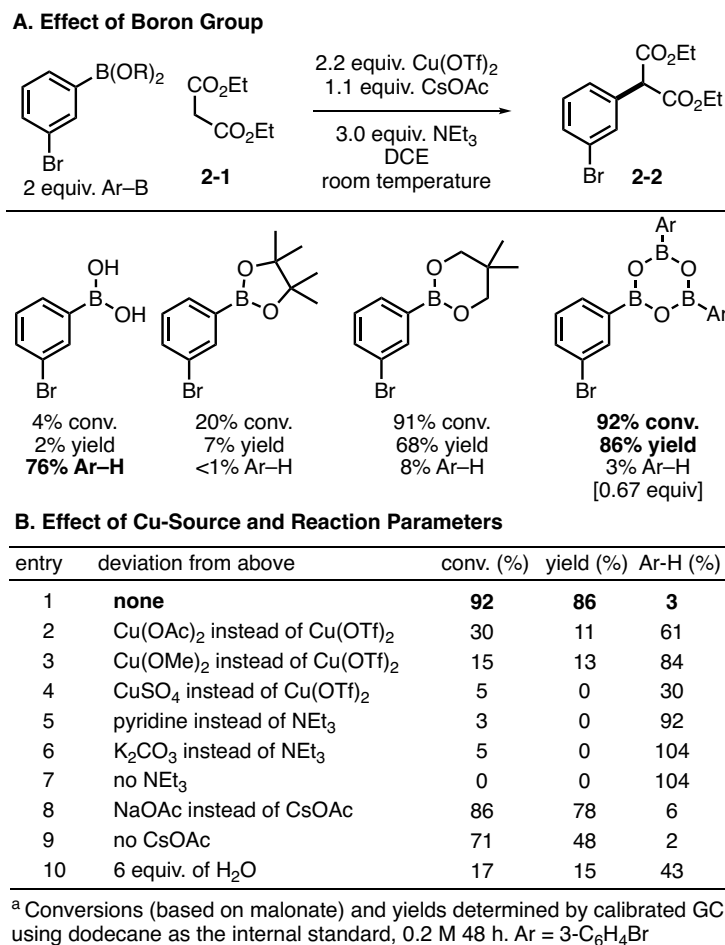 A. Effect of Boron Group
B(OR)2
Br
2 equiv. Ar–B
CO2Et
CO2Et
2-1
2.2 equiv. Cu(OTf)2
1.1 equiv. CsOAc
3.0 equiv. NEt3
DCE
room temperature
CO2Et
CO2Et
Br
2-2
OH
B
OH
Br
4% conv.
2% yield
76% Ar–H
O
B
O
Br
20% conv.
7% yield
<1% Ar–H
O
B
O
Br
91% conv.
68% yield
8% Ar–H
Ar
B
O
O
B
B
O
Ar
Br
92% conv.
86% yield
3% Ar–H
[0.67 equiv]
B. Effect of Cu-Source and Reaction Parameters
entry deviation from above conv. (%) yield (%) Ar-H (%)
1 none 92 86 3
2 Cu(OAc)2 instead of Cu(OTf)2 30 11 61
3 Cu(OMe)2 instead of Cu(OTf)2 15 13 84
4 CuSO4 instead of Cu(OTf)2 5 0 30
5 pyridine instead of NEt3 3 0 92
6 K2CO3 instead of NEt3 5 0 104
7 no NEt3 0 0 104
8 NaOAc instead of CsOAc 86 78 6
9 no CsOAc 71 48 2
10 6 equiv. of H2O 17 15 43
a Conversions (based on malonate) and yields determined by calibrated GC
using dodecane as the internal standard, 0.2 M 48 h. Ar = 3-C6H4Br